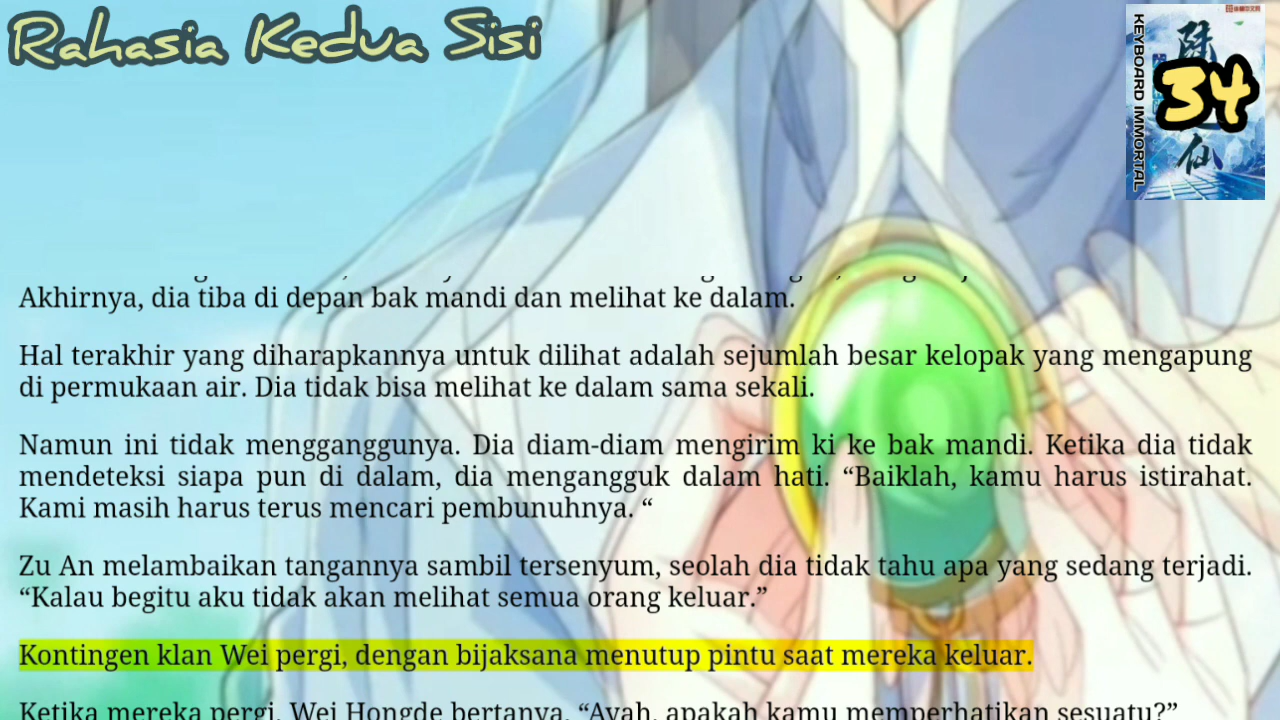 Rahasia Kedua Sisi
KEYBOARD IMMORTAL
34
Akhirnya, dia tiba di depan bak mandi dan melihat ke dalam.
Hal terakhir yang diharapkannya untuk dilihat adalah sejumlah besar kelopak yang mengapung
di permukaan air. Dia tidak bisa melihat ke dalam sama sekali.
Namun ini tidak mengganggunya. Dia diam-diam mengirim ki ke bak mandi. Ketika dia tidak
mendeteksi siapa pun di dalam, dia mengangguk dalam hati. “Baiklah, kamu harus istirahat.
Kami masih harus terus mencari pembunuhnya. “
Zu An melambaikan tangannya sambil tersenyum, seolah dia tidak tahu apa yang sedang terjadi.
“Kalau begitu aku tidak akan melihat semua orang keluar.”
Kontingen klan Wei pergi, dengan bijaksana menutup pintu saat mereka keluar.
Ketika mereka pergi, Wei Hongde bertanya, “Ayah, apakah kamu memperhatikan sesuatu?”